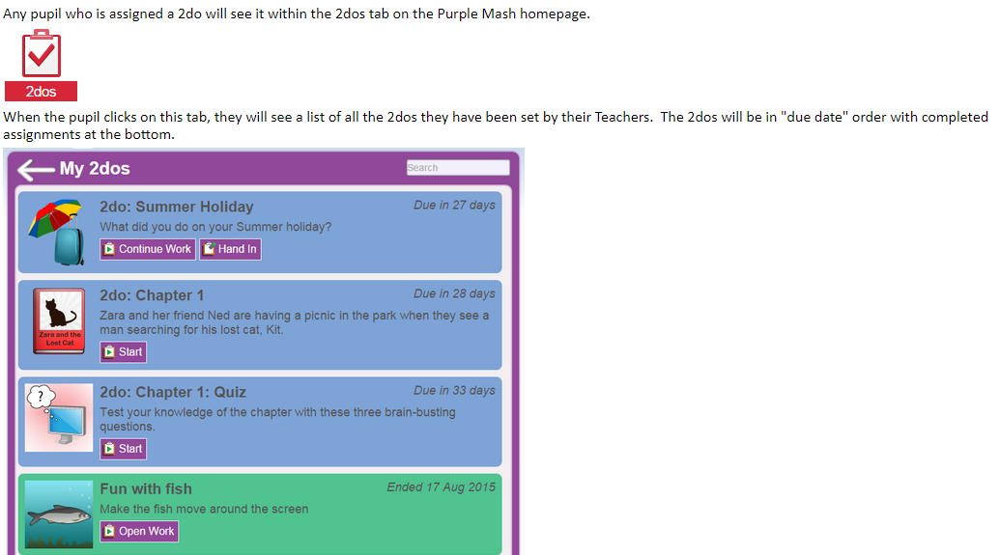 Any pupil who is assigned a 2do will see it within the 2dos tab on the Purple Mash homepage.
2dos
When the pupil clicks on this tab, they will see a list of all the 2dos they have been set by their Teachers.  The 2dos will be in "due date" order with completed
assignments at the bottom.
My 2dos
Search
2do: Summer Holiday
Due in 27 days
What did you do on your Summer holiday?
Continue Work
Hand In
2do: Chapter 1
Due in 28 days
Zara and her friend Ned are having a picnic in the park when they see a
man searching for his lost cat, Kit.
Zara and the
Lost Cat
Start
?
2do: Chapter 1: Quiz
Due in 33 days
Test your knowledge of the chapter with these three brain-busting
questions.
Start
Fun with fish
Ended 17 Aug 2015
Make the fish move around the screen
Open Work